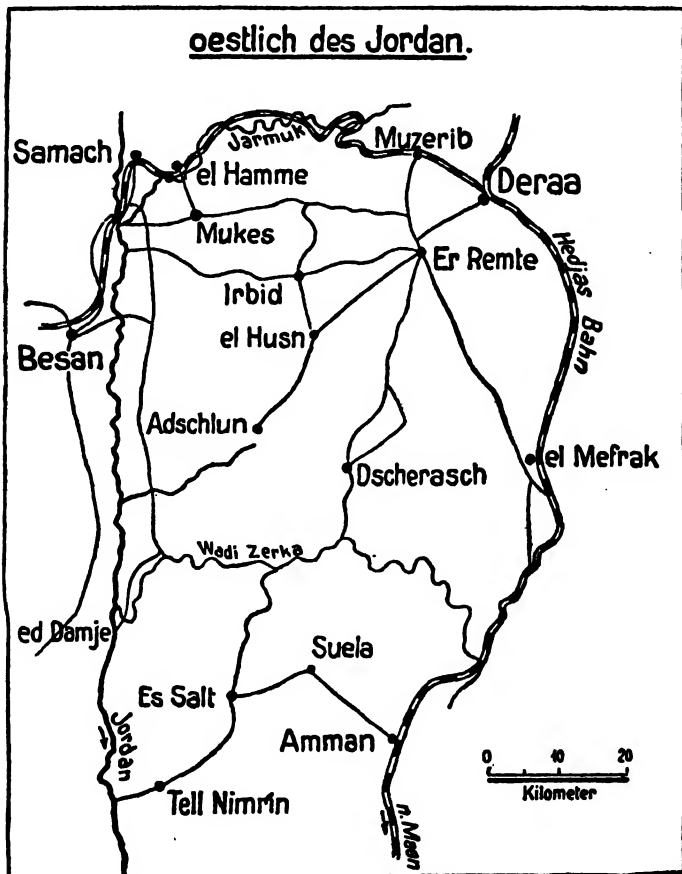 oestlich des Jordan.
Jarmuk
Muzerib
Samach
el Hamme
Deraa
Mukes
Hedjas Bahn
Er Remte
Irbid
el Husn
Besan
Adschlun
el Mefrak
Dscherasch
Wadi Zerka
ed Damje
Suela
Es Salt
Jordan
Amman
0 40 20
Kilometer
Tell Nimrin
n. Maan